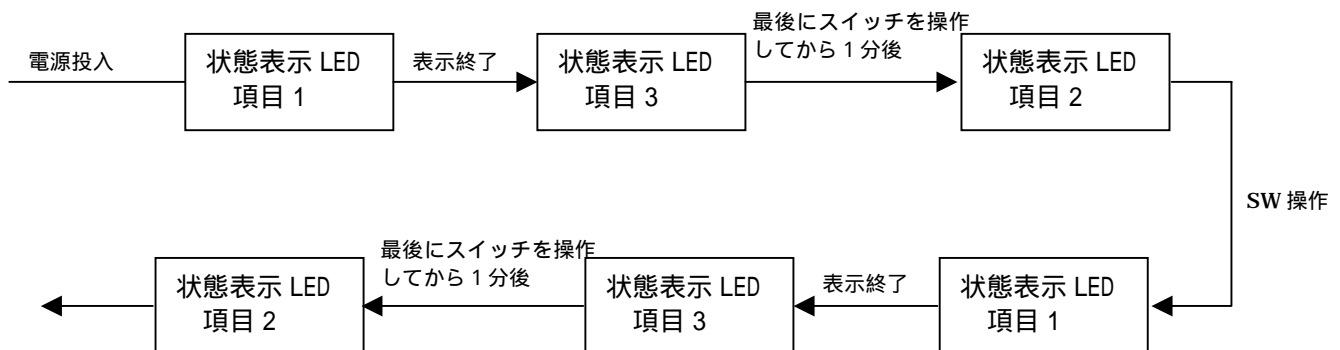 電源投入
状態表示 LED
項目 1
表示終了
状態表示 LED
項目 3
最後にスイッチを操作
してから 1 分後
状態表示 LED
項目 2
SW 操作
状態表示 LED
項目 1
表示終了
状態表示 LED
項目 3
最後にスイッチを操作
してから 1 分後
状態表示 LED
項目 2